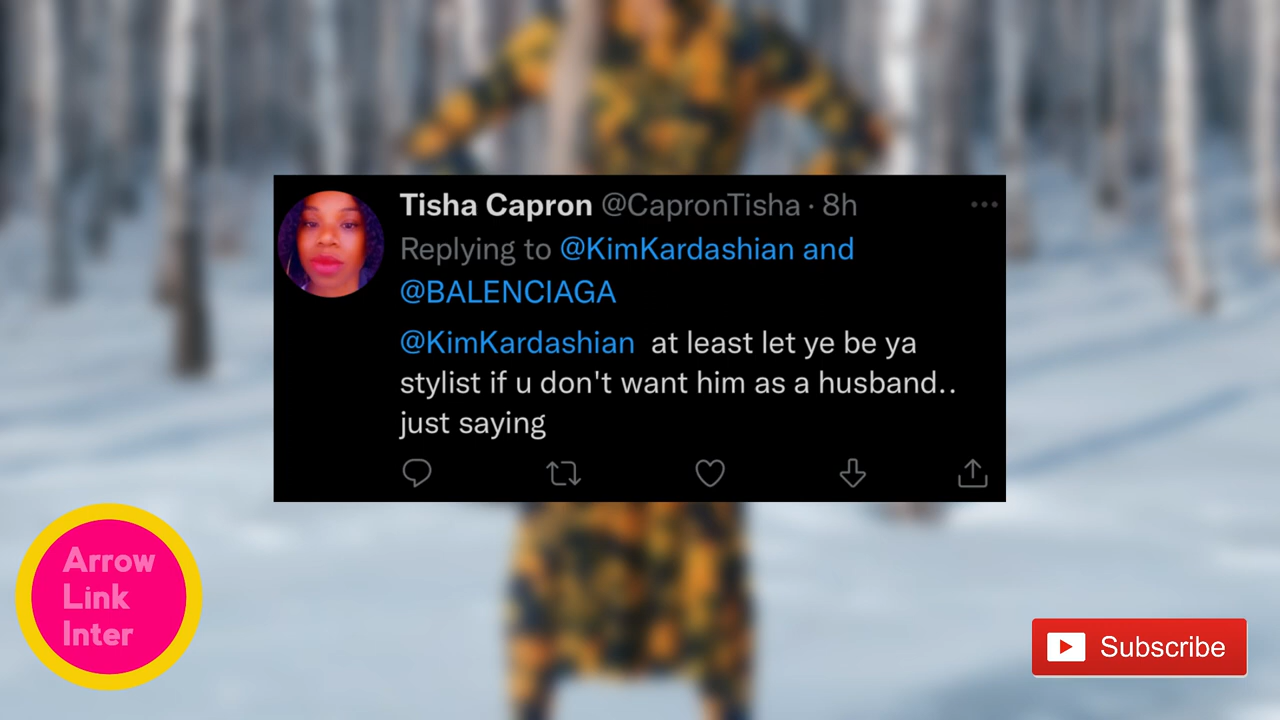 Tisha Capron @CapronTisha · 8h
Replying to @KimKardashian and
@BALENCIAGA
@KimKardashian at least let ye be ya
stylist if u don't want him as a husband..
just saying
Arrow
Link
Inter
Subscribe